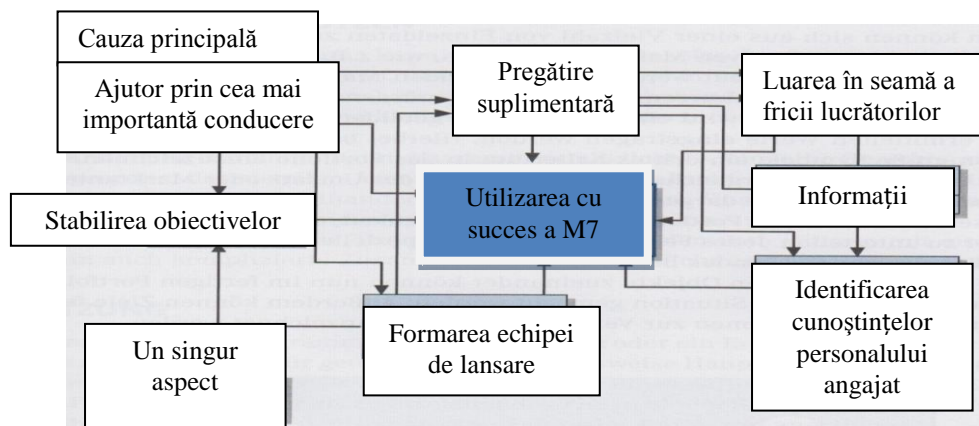 Cauza principală
Ajutor prin cea mai
importantă conducere
Pregătire
suplimentară
Luarea în seamă a
fricii lucrătorilor
Stabilirea obiectivelor
Utilizarea cu
succes a M7
Informații
Un singur
aspect
Formarea echipei
de lansare
Identificarea
cunoştinţelor
personalului
angajat